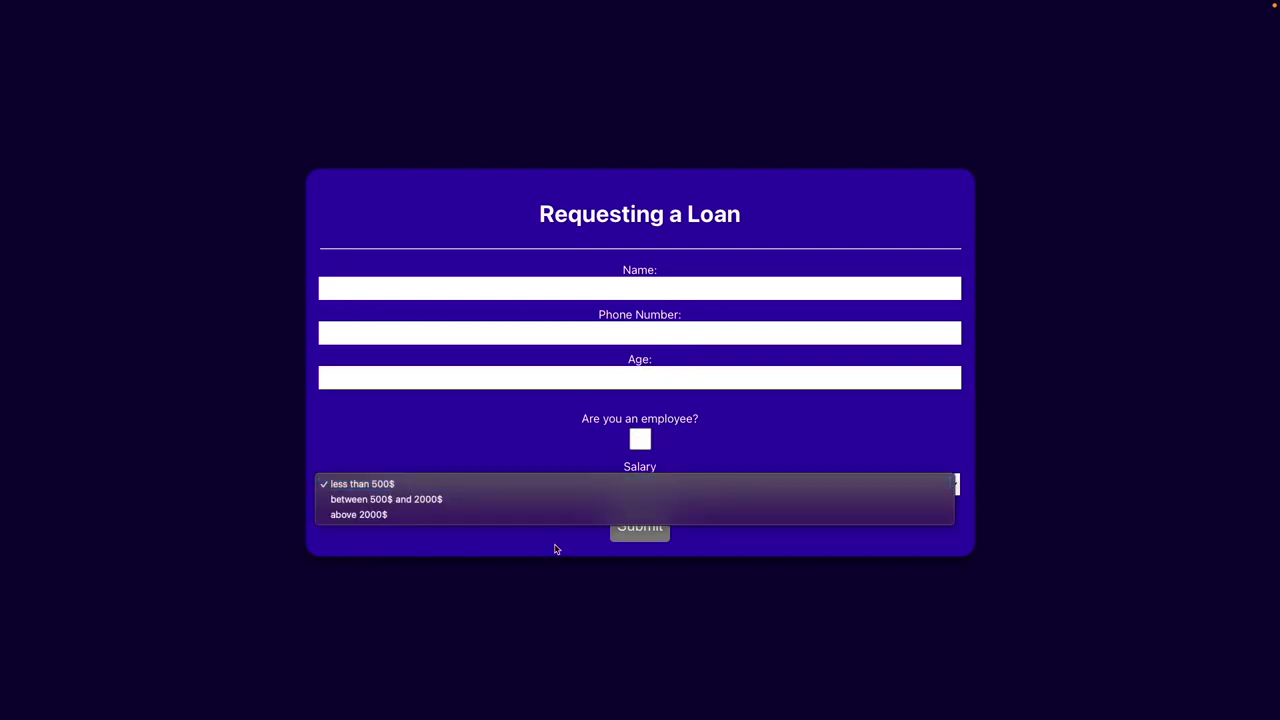 Requesting a Loan
Name:
Phone Number:
Age:
Are you an employee?
Salary
✓ less than 500$
between 500$ and 2000$
above 2000$
Submit